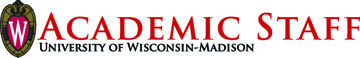 W
ACADEMIC STAFF
UNIVERSITY OF WISCONSIN-MADISON